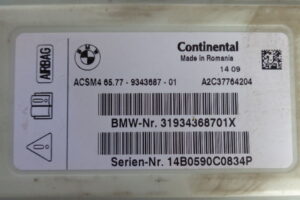 BMW
Continental
Made in Romania
14 09
AIRBAG
ACSM4 65.77 - 9343687 - 01
A2C37764204
BMW-Nr. 31934368701X
Serien-Nr. 14B0590C0834P